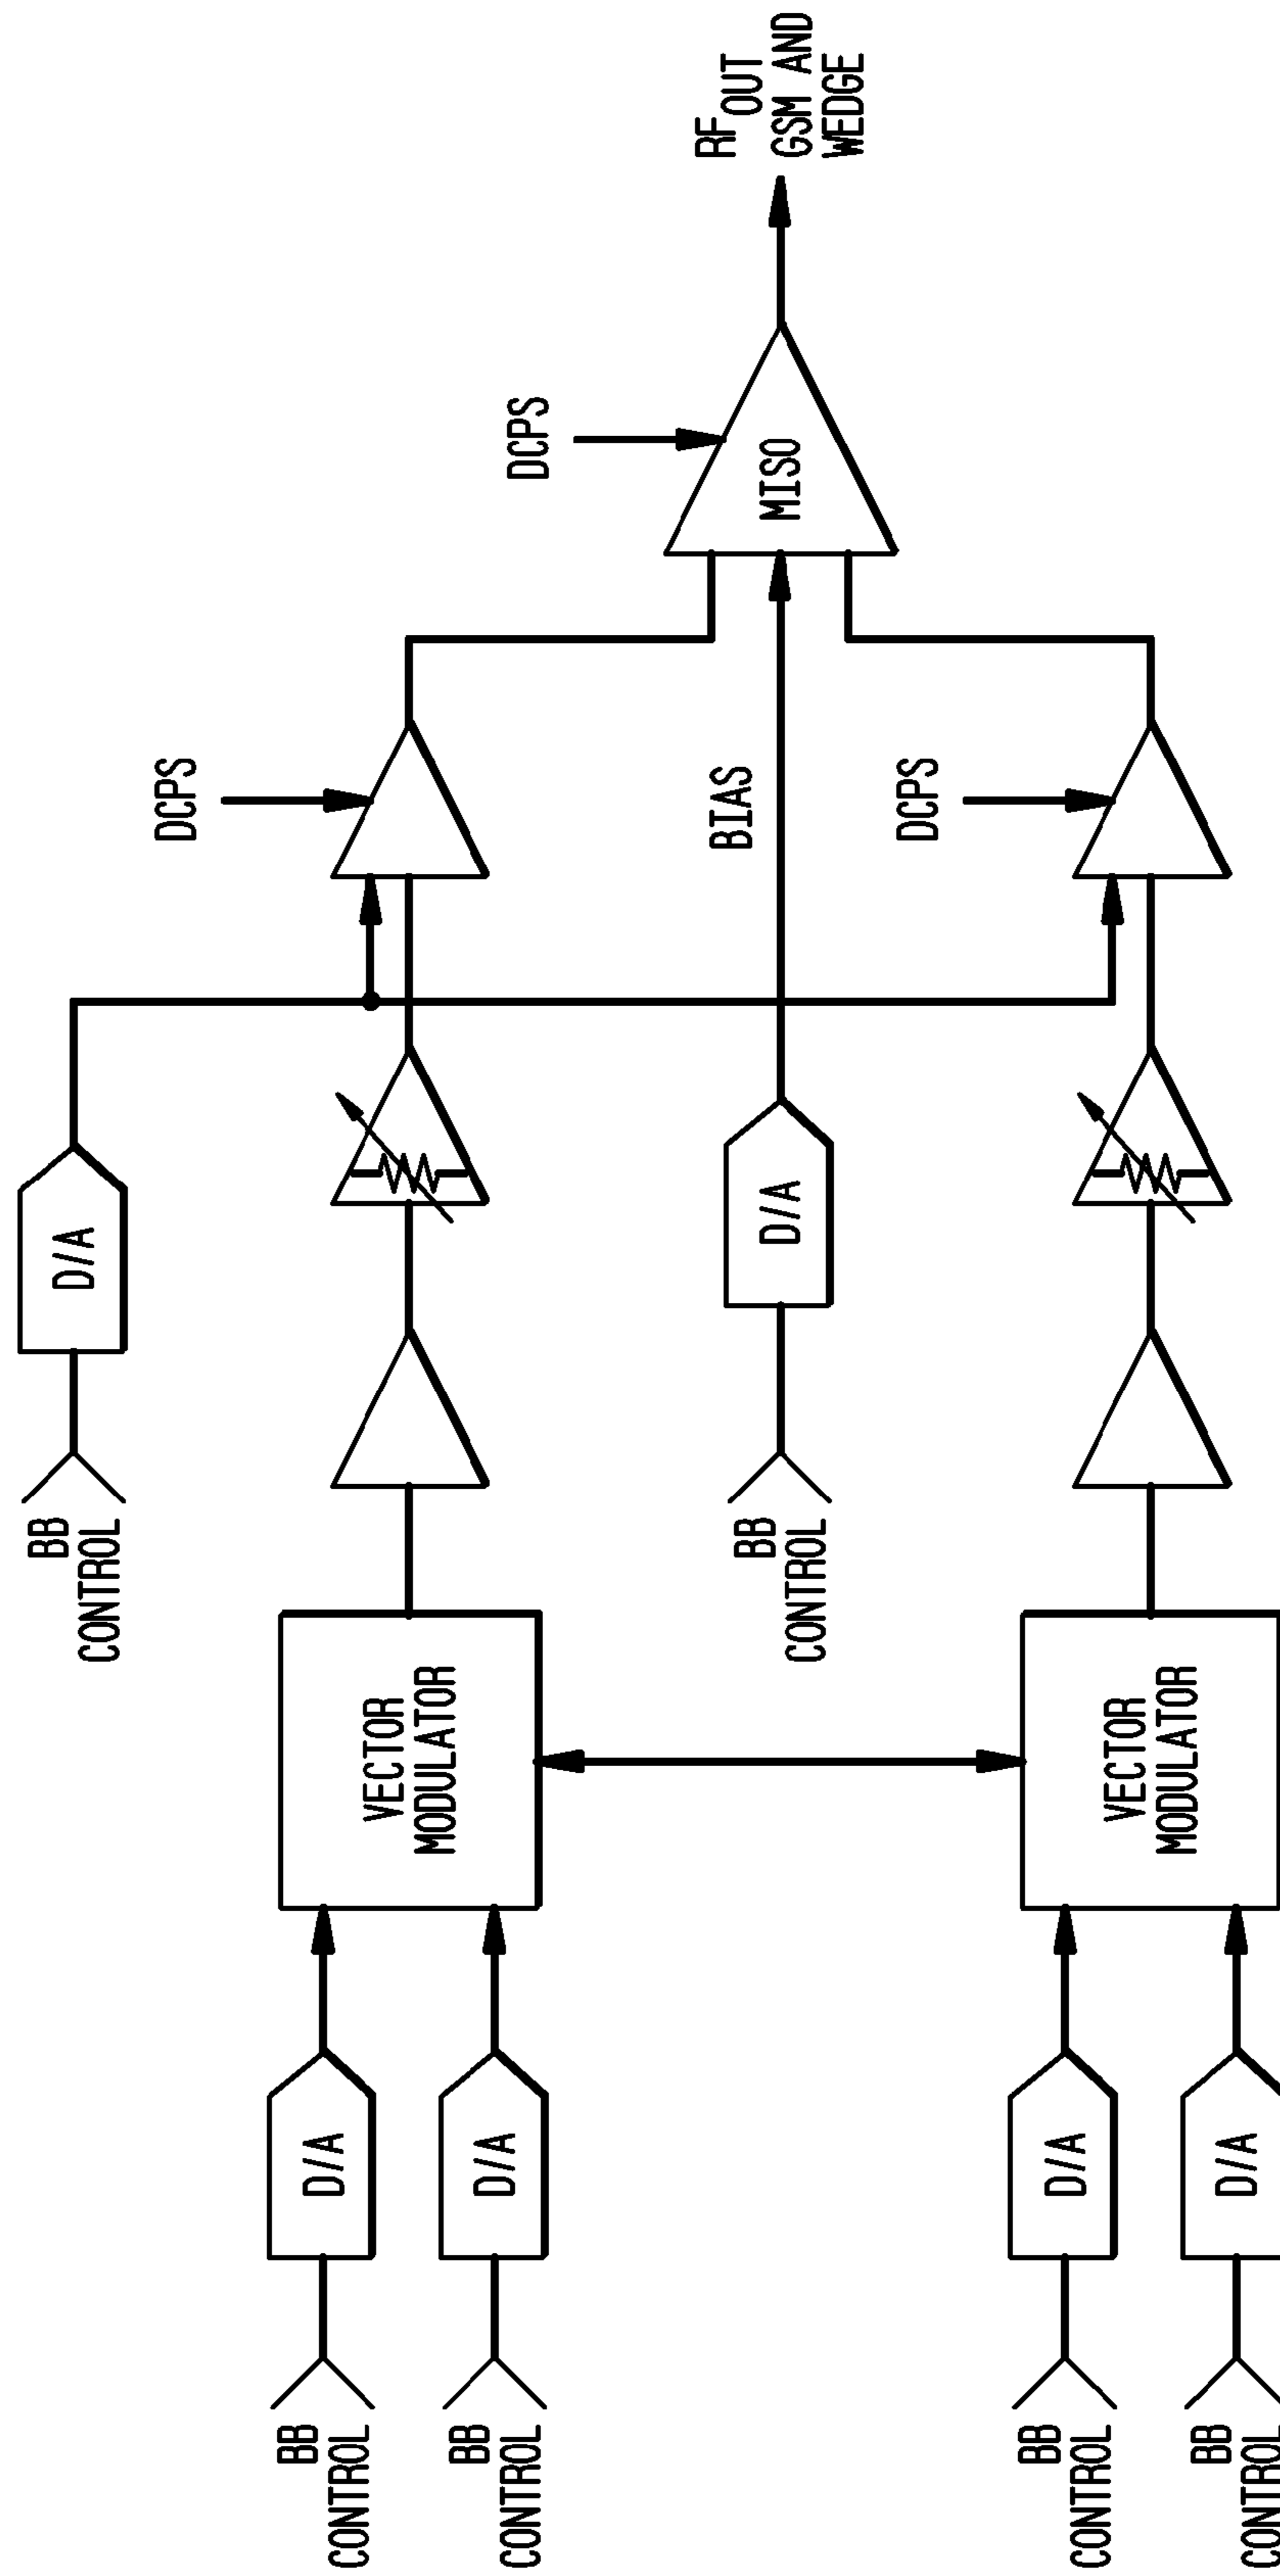 BB
CONTROL
D/A
DCPS
BB
CONTROL
D/A
BB
CONTROL
D/A
VECTOR
MODULATOR
DCPS
RF OUT
GSM AND
WEDGE
MISO
BB
CONTROL
D/A
BIAS
DCPS
BB
CONTROL
D/A
BB
CONTROL
D/A
VECTOR
MODULATOR